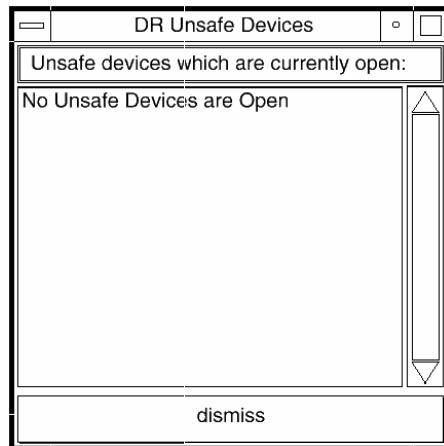 DR Unsafe Devices
Unsafe devices which are currently open:
No Unsafe Devices are Open
dismiss